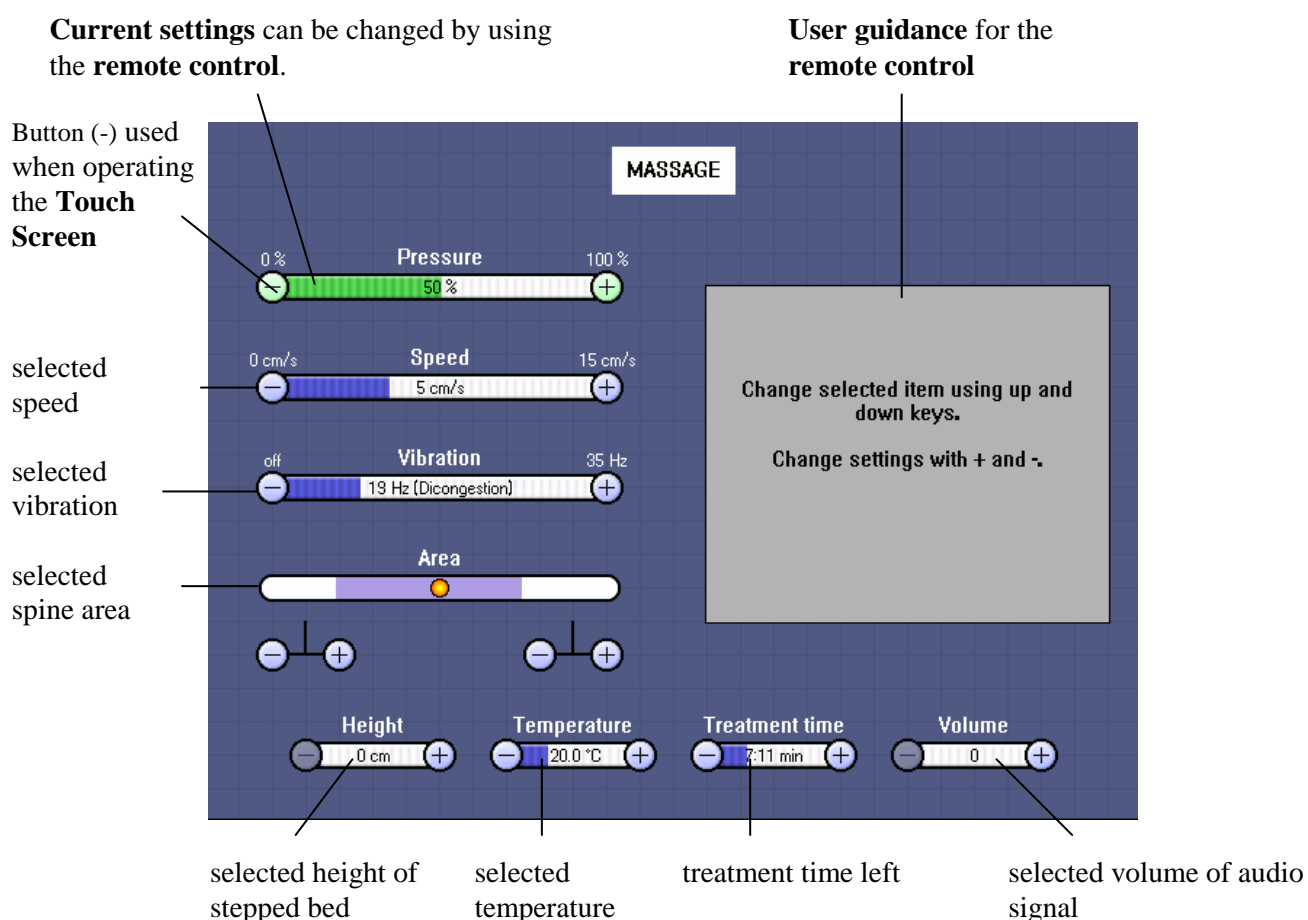 Current settings can be changed by using
the remote control.
User guidance for the
remote control
Button (-) used
when operating
the Touch
Screen
MASSAGE
0 %
Pressure
100 %
50 %
selected
speed
0 cm/s
Speed
15 cm/s
5 cm/s
Change selected item using up and
down keys.
Change settings with + and -.
selected
vibration
off
Vibration
35 Hz
19 Hz (Dicongestion)
selected
spine area
Area
Height
Temperature
Treatment time
Volume
0 cm
20.0 °C
7:11 min
0
selected height of
stepped bed
selected
temperature
treatment time left
selected volume of audio
signal